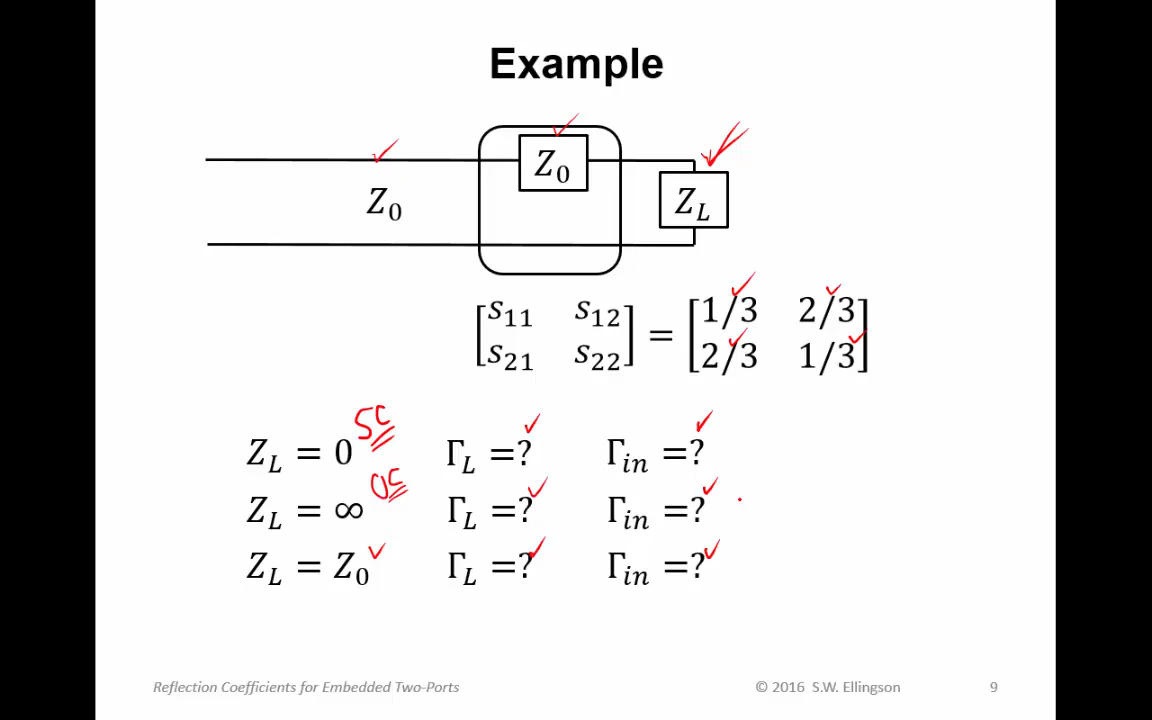 Example
Z₀
Z₀
Z_L
[s₁₁ s₁₂
s₂₁ s₂₂] = [1/3 2/3
2/3 1/3]
Z_L = 0 SC Γ_L =? Γ_in =?
Z_L = ∞ OC Γ_L =? Γ_in =?
Z_L = Z₀ Γ_L =? Γ_in =?
Reflection Coefficients for Embedded Two-Ports © 2016 S.W. Ellingson 9